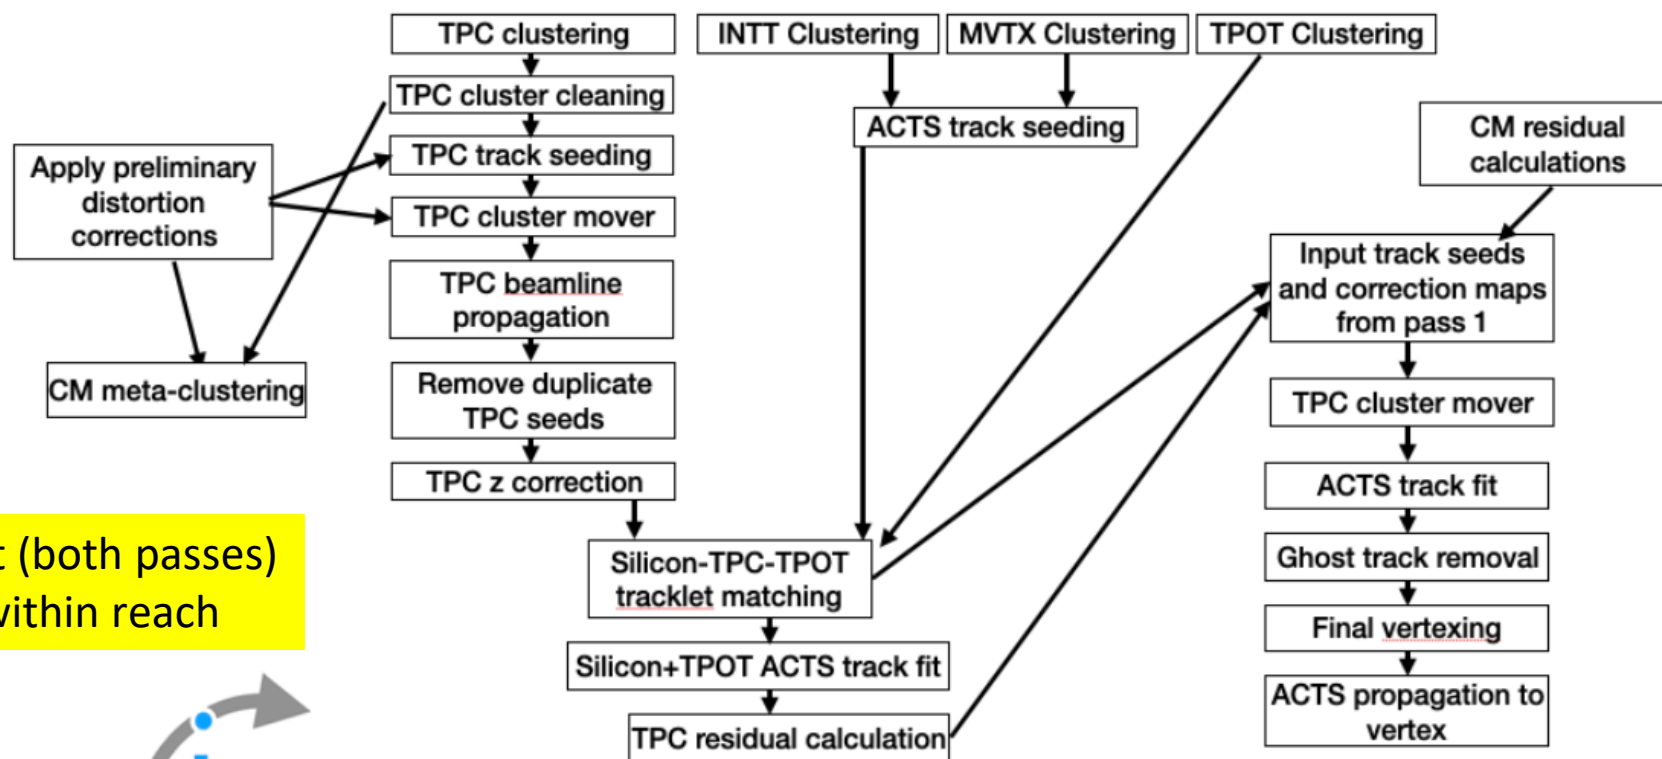 TPC clustering
INTT Clustering
MVTX Clustering
TPOT Clustering
TPC cluster cleaning
ACTS track seeding
CM residual
calculations
TPC track seeding
Apply preliminary
distortion
corrections
TPC cluster mover
Input track seeds
and correction maps
from pass 1
TPC beamline
propagation
CM meta-clustering
Remove duplicate
TPC seeds
TPC cluster mover
TPC z correction
ACTS track fit
(both passes)
within reach
Silicon-TPC-TPOT
tracklet matching
Ghost track removal
Final vertexing
Silicon+TPOT ACTS track fit
ACTS propagation to
vertex
TPC residual calculation